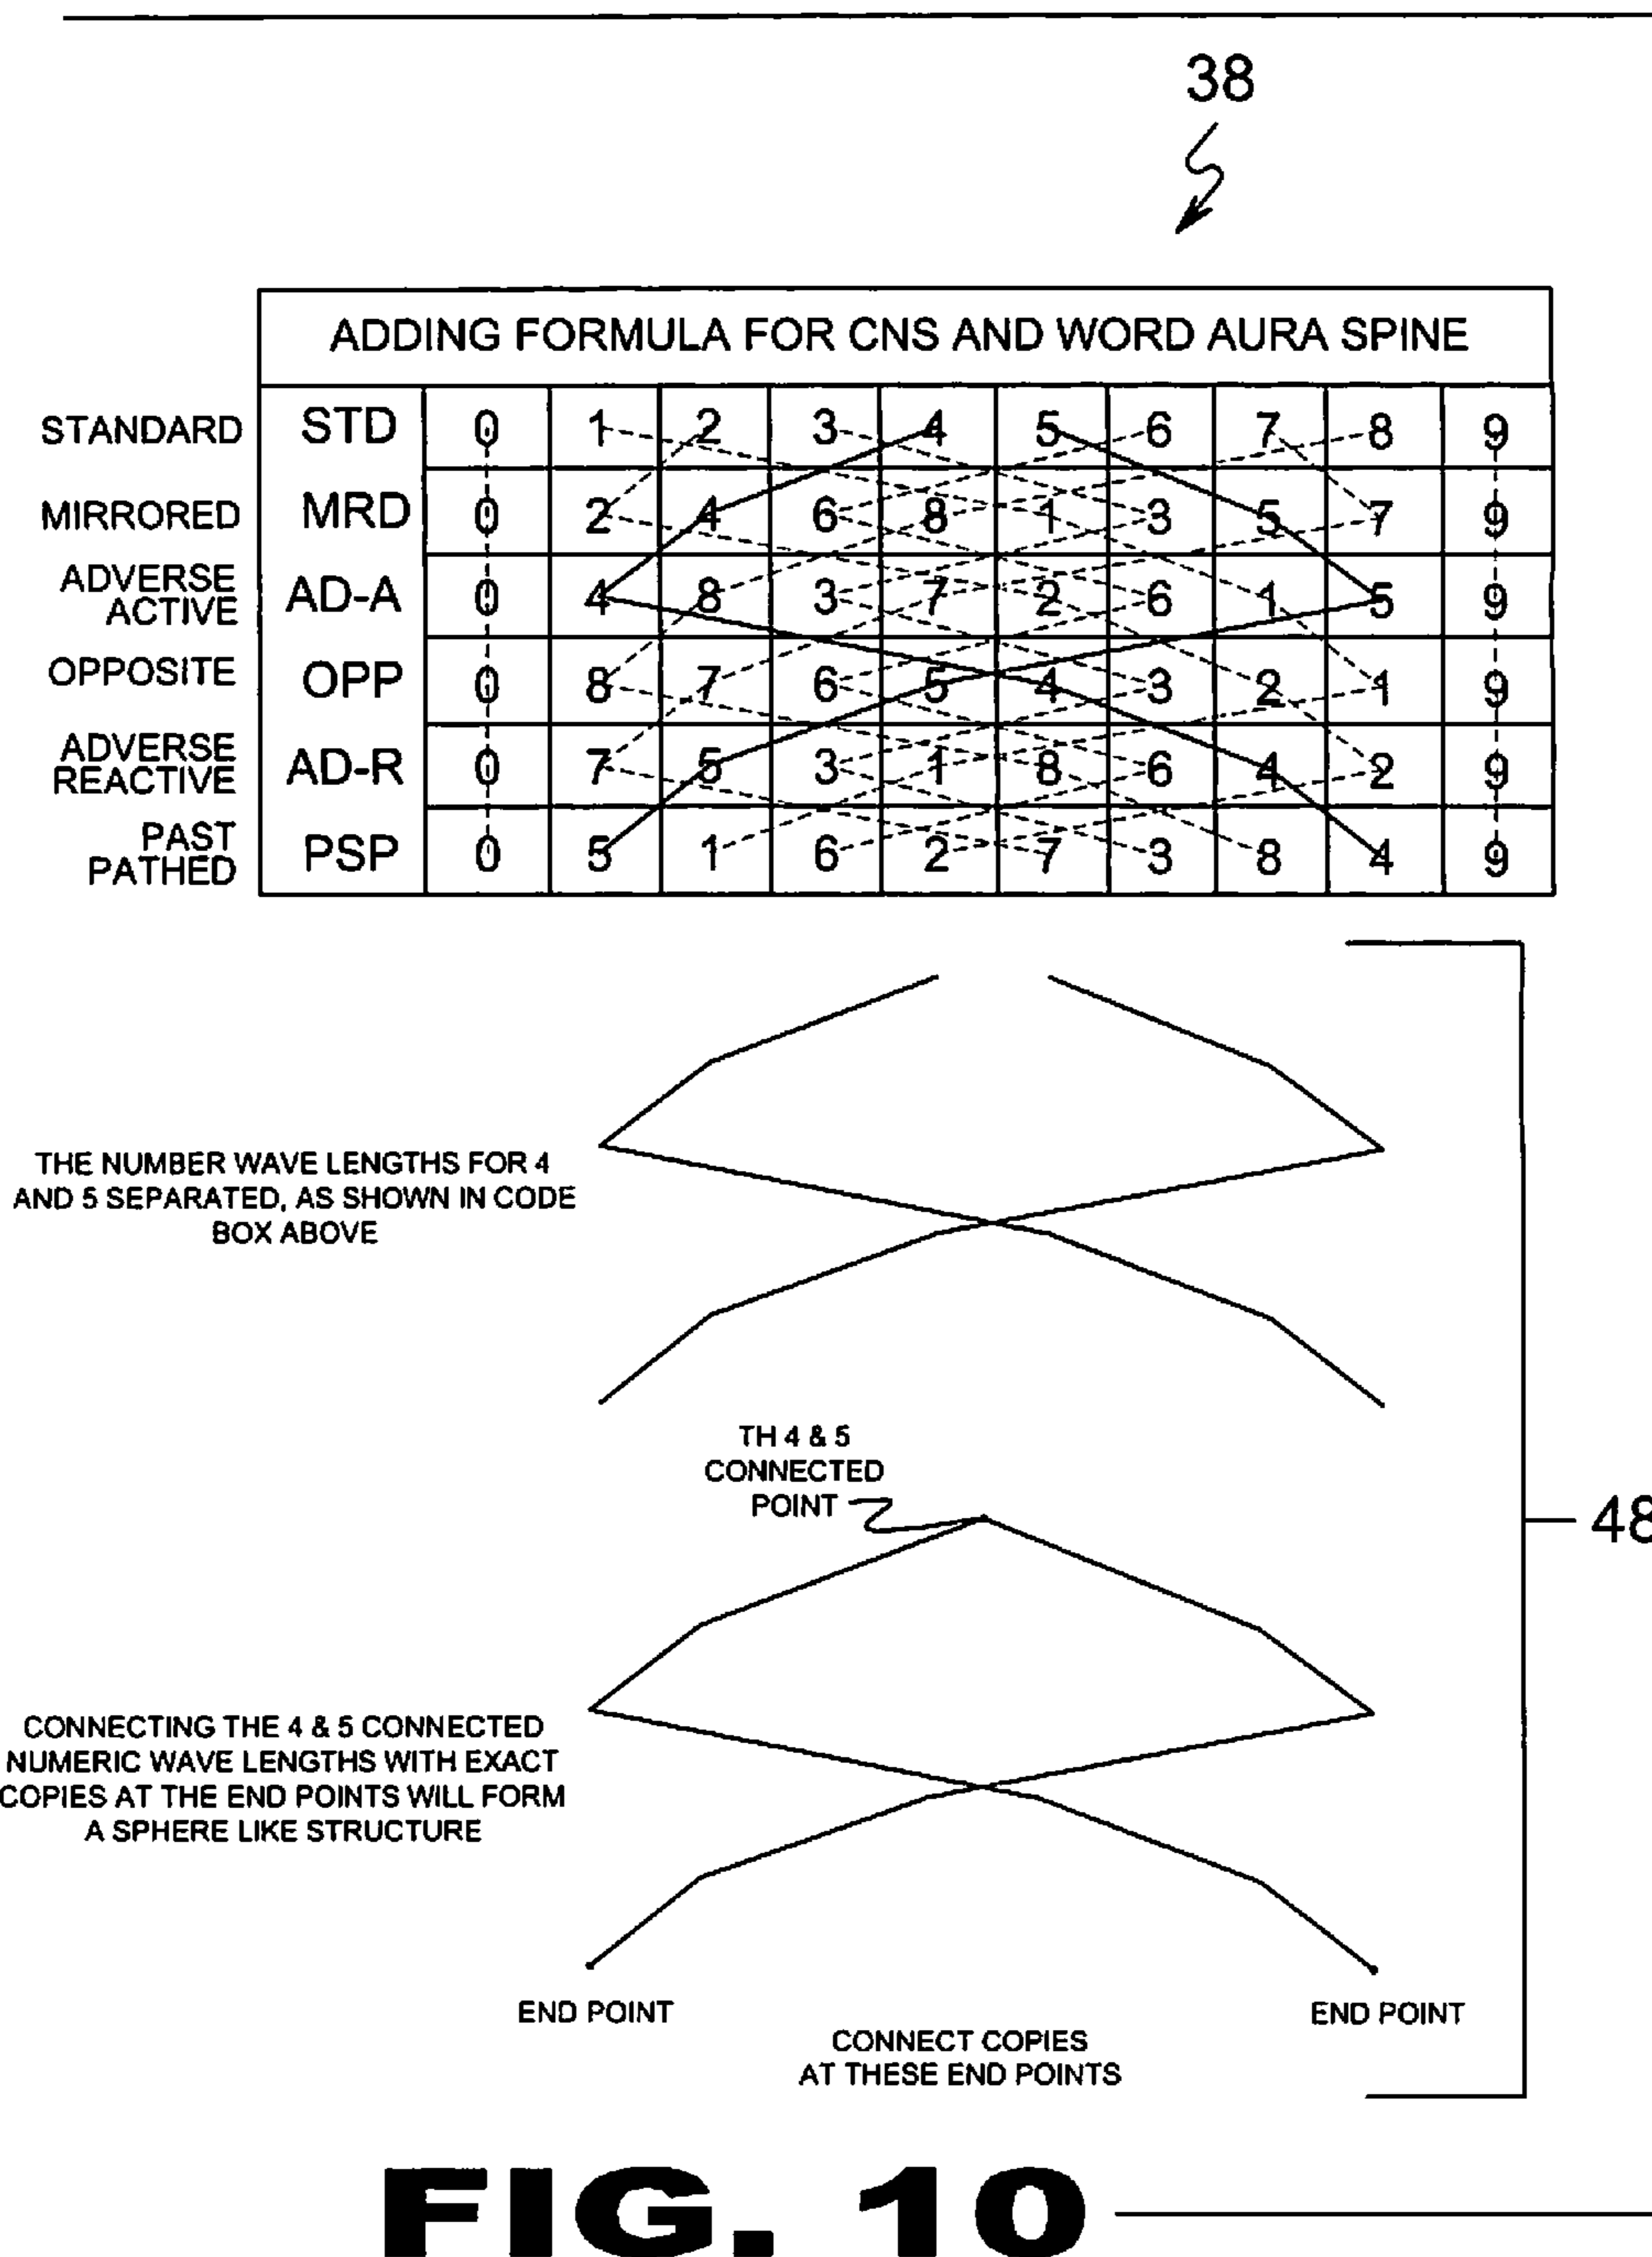 38
ADDING FORMULA FOR CNS AND WORD AURA SPINE
STANDARD STD 0 1 2 3 4 5 6 7 8 9
MIRRORED MRD 0 2 4 6 8 1 3 5 7 9
ADVERSE
ACTIVE AD-A 0 4 8 3 7 2 6 1 5 9
OPPOSITE OPP 0 8 7 6 5 4 3 2 1 9
ADVERSE
REACTIVE AD-R 0 7 5 3 1 8 6 4 2 9
PAST
PATHED PSP 0 5 1 6 2 7 3 8 4 9
THE NUMBER WAVE LENGTHS FOR 4
AND 5 SEPARATED, AS SHOWN IN CODE
BOX ABOVE
TH 4 & 5
CONNECTED
POINT
48
CONNECTING THE 4 & 5 CONNECTED
NUMERIC WAVE LENGTHS WITH EXACT
COPIES AT THE END POINTS WILL FORM
A SPHERE LIKE STRUCTURE
END POINT
END POINT
CONNECT COPIES
AT THESE END POINTS
FIG. 10